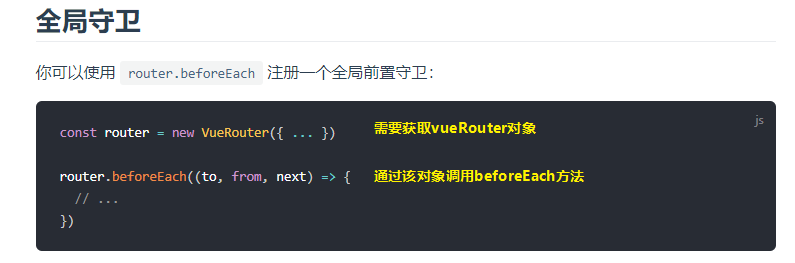 全局守卫
你可以使用 router.beforeEach 注册一个全局前置守卫：
js
const router = new VueRouter({ ... }) 需要获取vueRouter对象
router.beforeEach((to, from, next) => { 通过该对象调用beforeEach方法
// ...
})